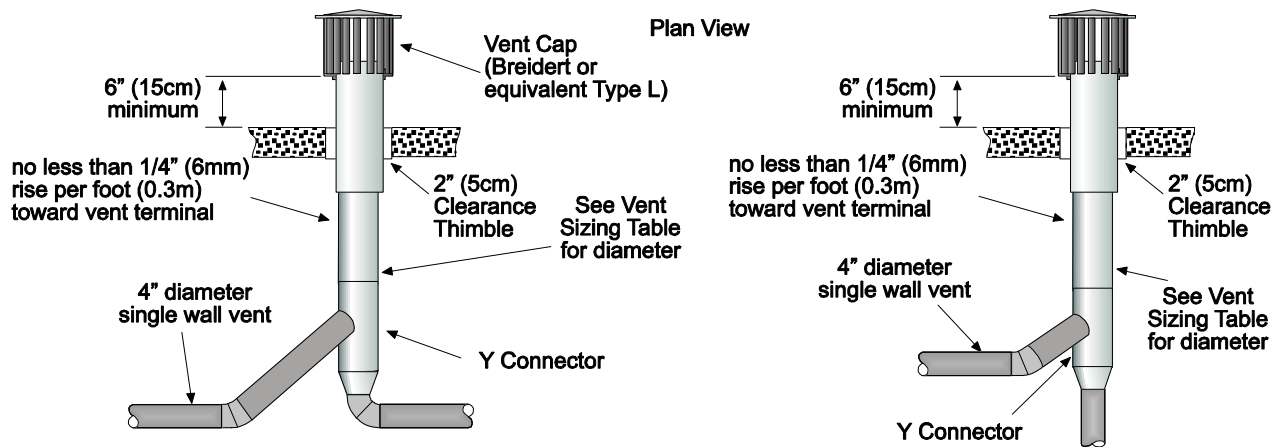 Plan View
Vent Cap
(Breidert or
equivalent Type L)
6” (15cm)
minimum
no less than 1/4” (6mm)
rise per foot (0.3m)
toward vent terminal
2” (5cm)
Clearance
Thimble
See Vent
Sizing Table
for diameter
4” diameter
single wall vent
Y Connector
6” (15cm)
minimum
no less than 1/4” (6mm)
rise per foot (0.3m)
toward vent terminal
2” (5cm)
Clearance
Thimble
4” diameter
single wall vent
See Vent
Sizing Table
for diameter
Y Connector